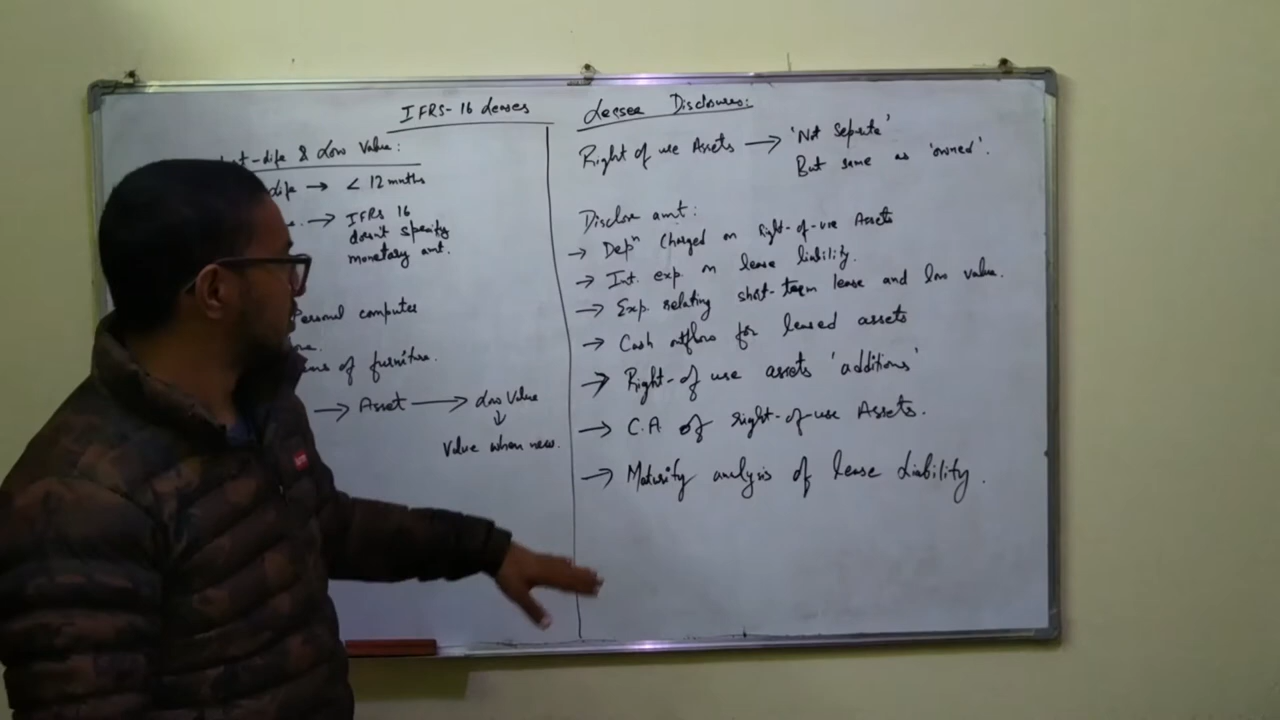 IFRS-16 Leases
-life & Low Value:
life → < 12 mnths
→ IFRS 16
doesn't specify
monetary amt.
Personal computes
of furniture.
→ Asset → Low Value
↓
Value when new.
Lessee Disclosures:
Right of use Assets → 'Not seprate'
But same as 'owned'.
Disclose amt:
→ Depⁿ Charged on Right-of-use Assets
→ Int. exp. on lease liability.
→ Exp. relating short-term lease and low value.
→ Cash outflow for leased assets
→ Right-of use assets 'additions'
→ C.A of right-of-use Assets.
→ Maturity analysis of lease Liability.